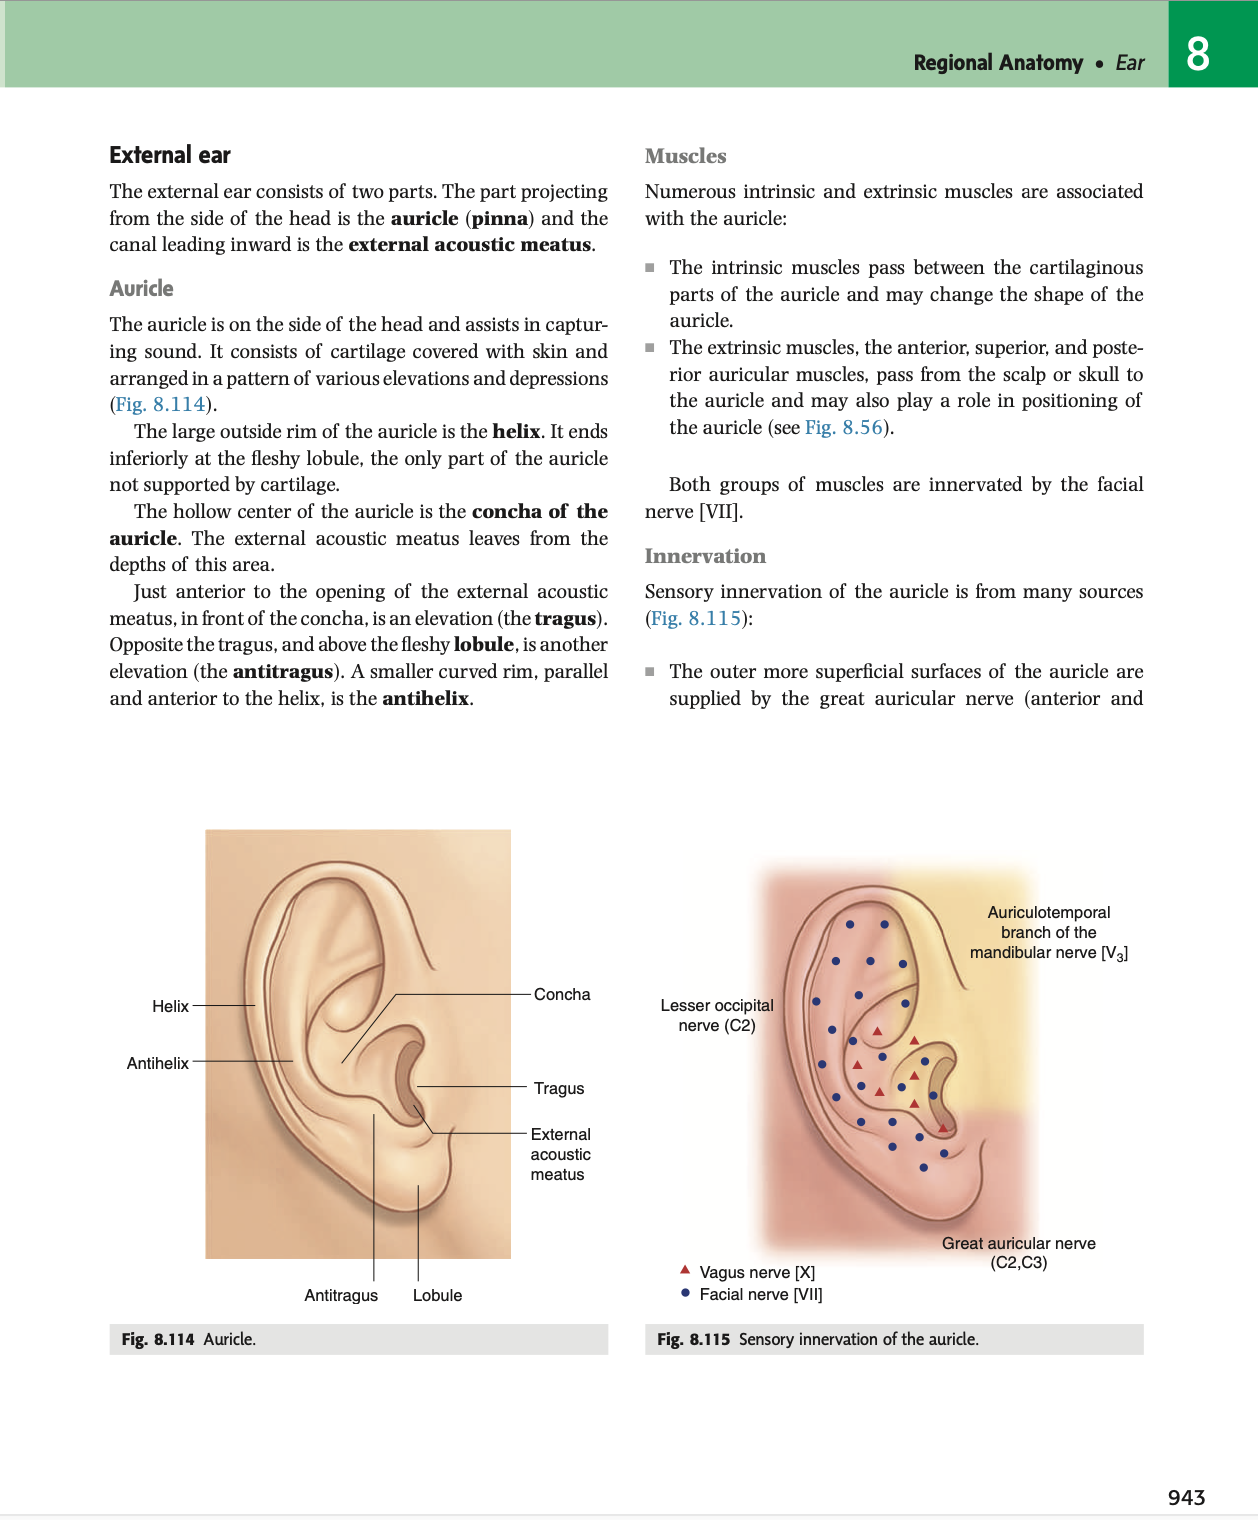 Regional Anatomy • Ear
8
External ear
The external ear consists of two parts. The part projecting
from the side of the head is the auricle (pinna) and the
canal leading inward is the external acoustic meatus.
Auricle
The auricle is on the side of the head and assists in captur-
ing sound. It consists of cartilage covered with skin and
arranged in a pattern of various elevations and depressions
(Fig. 8.114).
The large outside rim of the auricle is the helix. It ends
inferiorly at the fleshy lobule, the only part of the auricle
not supported by cartilage.
The hollow center of the auricle is the concha of the
auricle. The external acoustic meatus leaves from the
depths of this area.
Just anterior to the opening of the external acoustic
meatus, in front of the concha, is an elevation (the tragus).
Opposite the tragus, and above the fleshy lobule, is another
elevation (the antitragus). A smaller curved rim, parallel
and anterior to the helix, is the antihelix.
Muscles
Numerous intrinsic and extrinsic muscles are associated
with the auricle:
■ The intrinsic muscles pass between the cartilaginous
parts of the auricle and may change the shape of the
auricle.
■ The extrinsic muscles, the anterior, superior, and poste-
rior auricular muscles, pass from the scalp or skull to
the auricle and may also play a role in positioning of
the auricle (see Fig. 8.56).
Both groups of muscles are innervated by the facial
nerve [VII].
Innervation
Sensory innervation of the auricle is from many sources
(Fig. 8.115):
■ The outer more superficial surfaces of the auricle are
supplied by the great auricular nerve (anterior and
Helix
Antihelix
Concha
Tragus
External
acoustic
meatus
Antitragus
Lobule
Fig. 8.114 Auricle.
Auriculotemporal
branch of the
mandibular nerve [V3]
Lesser occipital
nerve (C2)
Great auricular nerve
(C2,C3)
▲ Vagus nerve [X]
● Facial nerve [VII]
Fig. 8.115 Sensory innervation of the auricle.
943